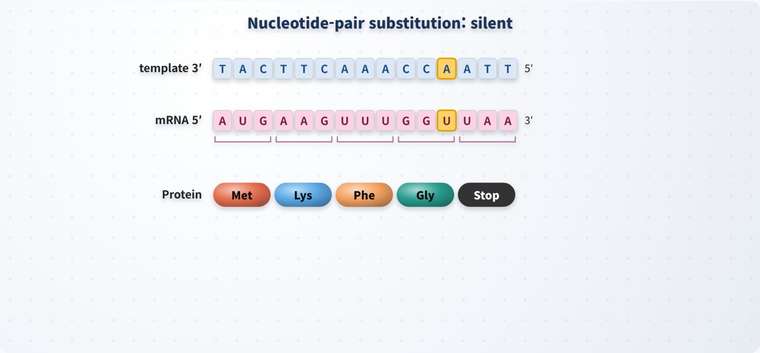 Nucleotide-pair substitution: silent
template 3′ T A C T T C A A A C C A A T T 5′
mRNA 5′ A U G A A G U U U G G U U A A 3′
Protein Met Lys Phe Gly Stop